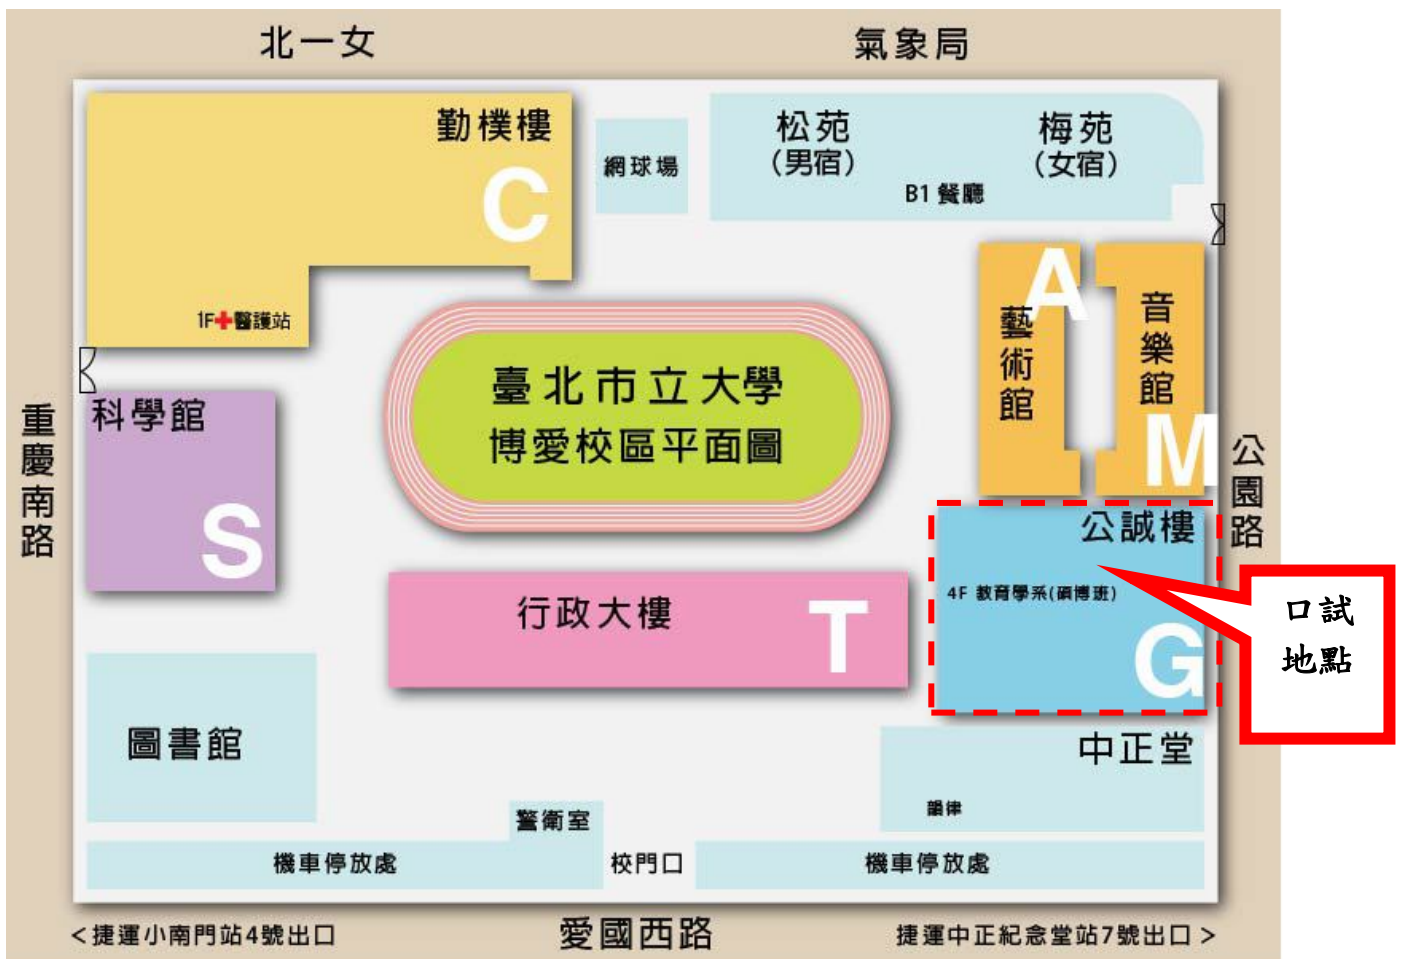 北一女
氣象局
勤樸樓
C
1F✚醫護站
網球場
松苑
(男宿)
梅苑
(女宿)
B1 餐廳
A
藝術館
音樂館
M
重慶南路
科學館
S
臺北市立大學
博愛校區平面圖
公園路
公誠樓
4F 教育學系(碩博班)
G
口試
地點
行政大樓
T
圖書館
中正堂
韻律
警衛室
機車停放處
校門口
機車停放處
<捷運小南門站4號出口
愛國西路
捷運中正紀念堂站7號出口>